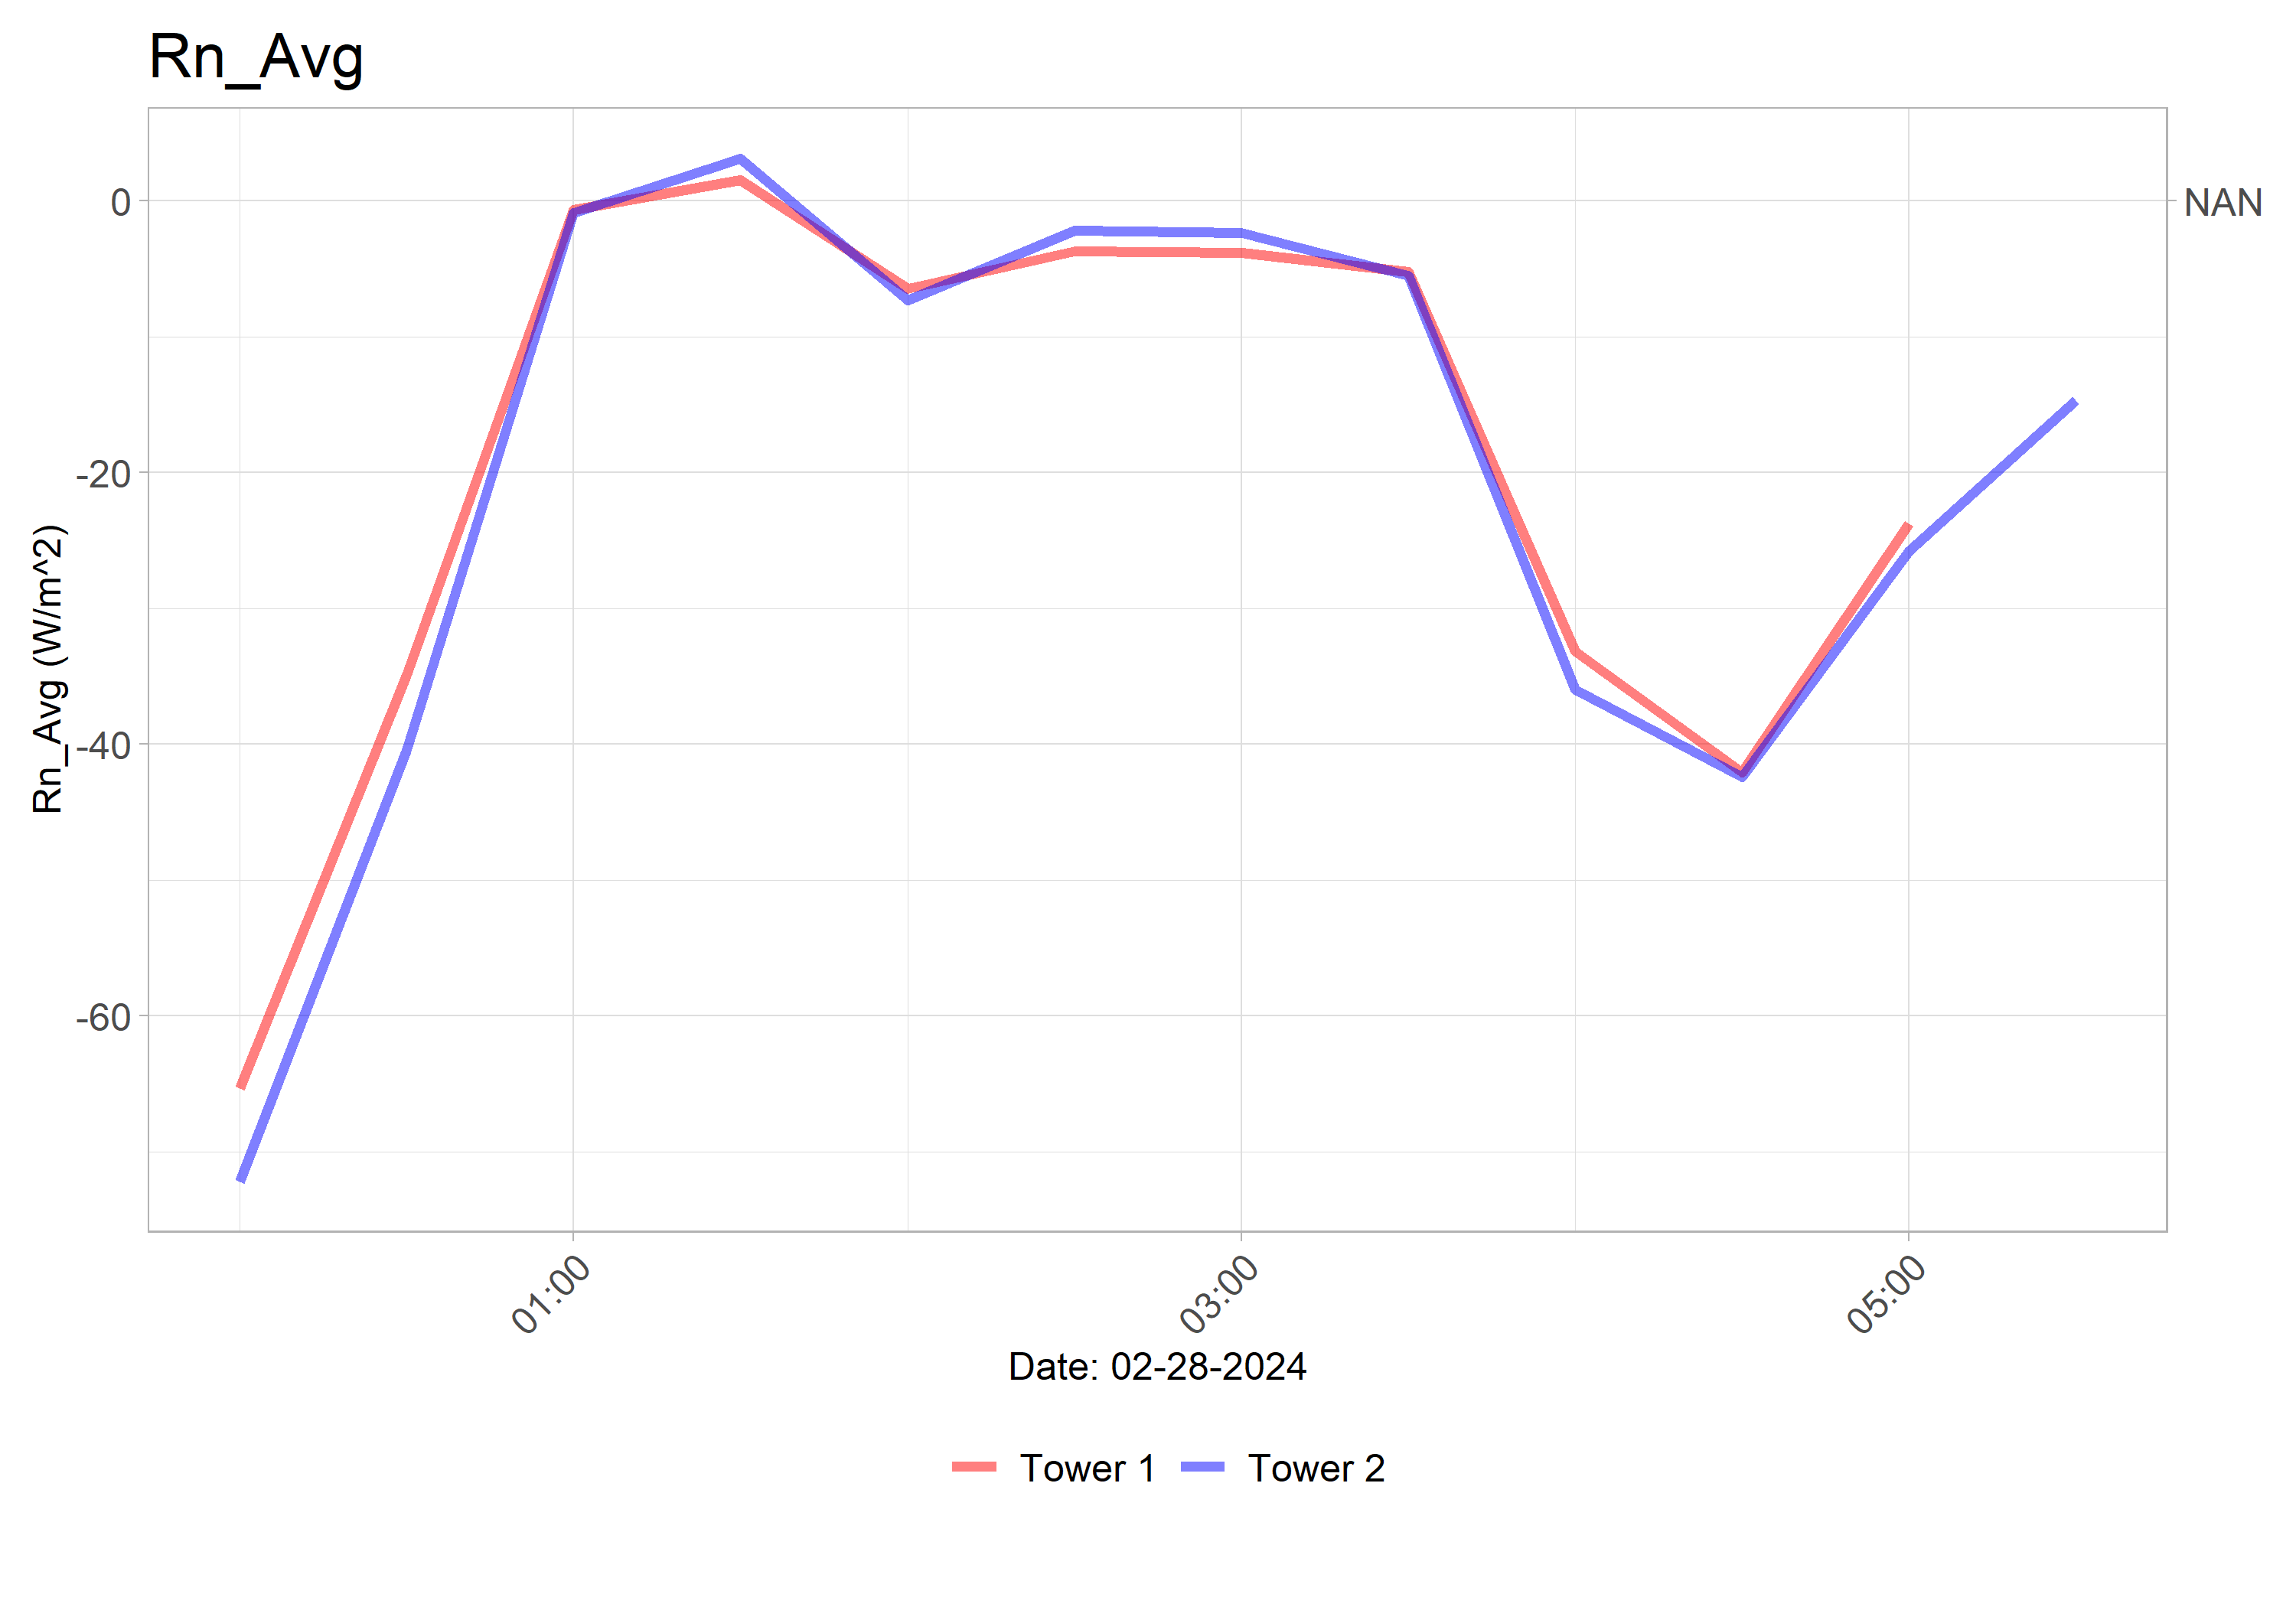 Rn_Avg
Rn_Avg (W/m^2)
0
-20
-40
-60
NAN
01:00
03:00
05:00
Date: 02-28-2024
Tower 1
Tower 2